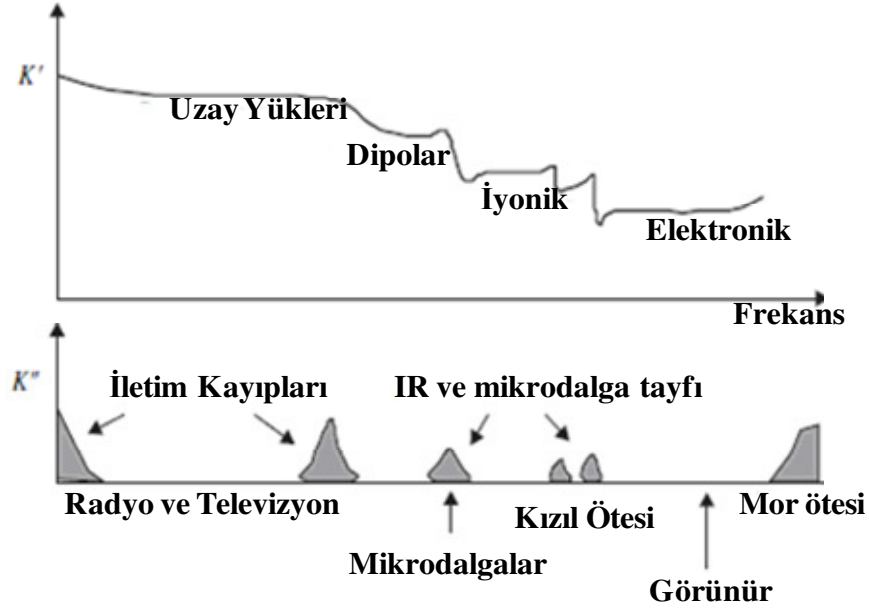 K′
Uzay Yükleri
Dipolar
İyonik
Elektronik
Frekans
K″
İletim Kayıpları
IR ve mikrodalga tayfı
Radyo ve Televizyon
Kızıl Ötesi
Mor ötesi
Mikrodalgalar
Görünür